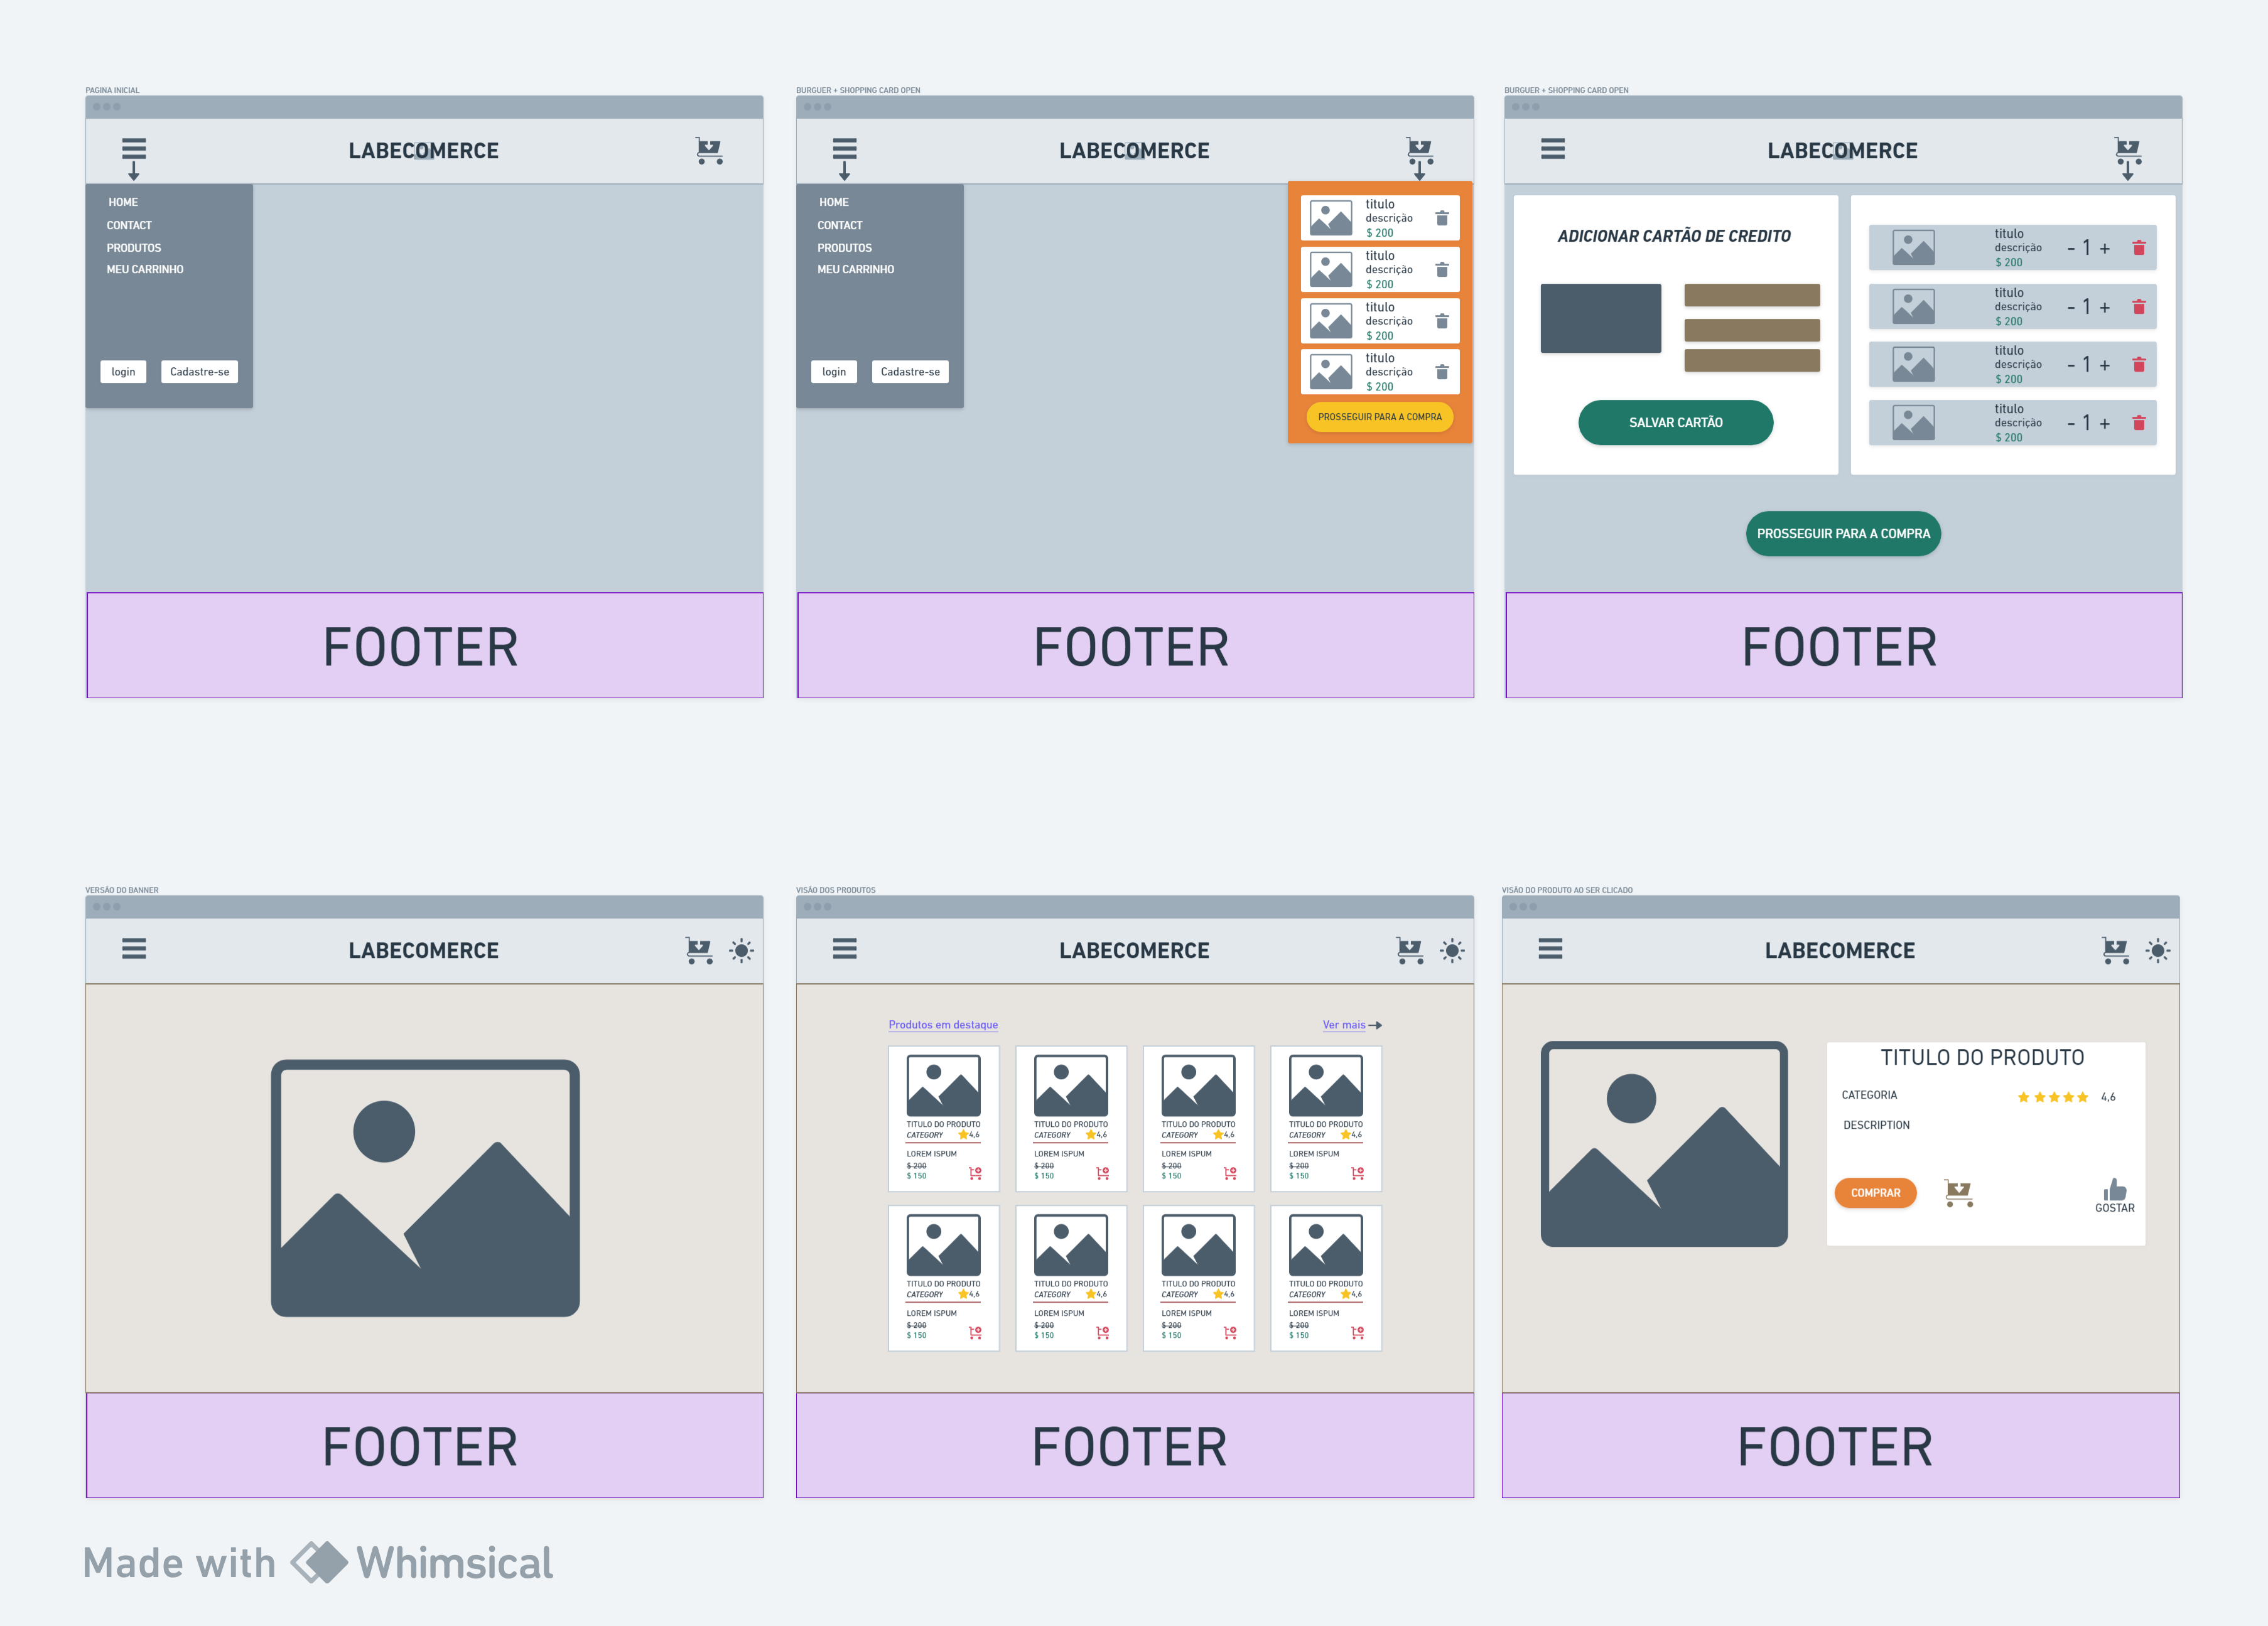 PAGINA INICIAL
LABECOMERCE
HOME
CONTACT
PRODUTOS
MEU CARRINHO
login
Cadastre-se
FOOTER
BURGUER + SHOPPING CARD OPEN
LABECOMERCE
HOME
CONTACT
PRODUTOS
MEU CARRINHO
login
Cadastre-se
titulo
descrição
$ 200
titulo
descrição
$ 200
titulo
descrição
$ 200
titulo
descrição
$ 200
PROSSEGUIR PARA A COMPRA
FOOTER
BURGUER + SHOPPING CARD OPEN
LABECOMERCE
ADICIONAR CARTÃO DE CREDITO
SALVAR CARTÃO
titulo
descrição
$ 200
- 1 +
titulo
descrição
$ 200
- 1 +
titulo
descrição
$ 200
- 1 +
titulo
descrição
$ 200
- 1 +
PROSSEGUIR PARA A COMPRA
FOOTER
VERSÃO DO BANNER
LABECOMERCE
FOOTER
VISÃO DOS PRODUTOS
LABECOMERCE
Produtos em destaque
Ver mais
TITULO DO PRODUTO
CATEGORY 4,6
LOREM ISPUM
$ 200
$ 150
TITULO DO PRODUTO
CATEGORY 4,6
LOREM ISPUM
$ 200
$ 150
TITULO DO PRODUTO
CATEGORY 4,6
LOREM ISPUM
$ 200
$ 150
TITULO DO PRODUTO
CATEGORY 4,6
LOREM ISPUM
$ 200
$ 150
TITULO DO PRODUTO
CATEGORY 4,6
LOREM ISPUM
$ 200
$ 150
TITULO DO PRODUTO
CATEGORY 4,6
LOREM ISPUM
$ 200
$ 150
TITULO DO PRODUTO
CATEGORY 4,6
LOREM ISPUM
$ 200
$ 150
TITULO DO PRODUTO
CATEGORY 4,6
LOREM ISPUM
$ 200
$ 150
FOOTER
VISÃO DO PRODUTO AO SER CLICADO
LABECOMERCE
TITULO DO PRODUTO
CATEGORIA
4,6
DESCRIPTION
COMPRAR
GOSTAR
FOOTER
Made with Whimsical